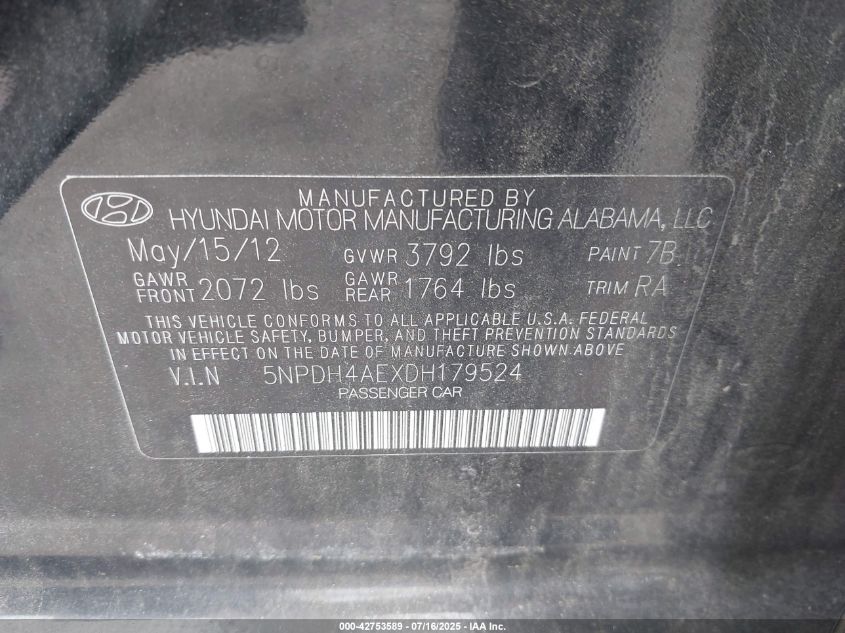 MANUFACTURED BY
HYUNDAI MOTOR MANUFACTURING ALABAMA, LLC
May/15/12 GVWR 3792 lbs PAINT 7B
GAWR FRONT 2072 lbs GAWR REAR 1764 lbs TRIM RA
THIS VEHICLE CONFORMS TO ALL APPLICABLE U.S.A. FEDERAL
MOTOR VEHICLE SAFETY, BUMPER, AND THEFT PREVENTION STANDARDS
IN EFFECT ON THE DATE OF MANUFACTURE SHOWN ABOVE
V.I.N 5NPDH4AEXDH179524
PASSENGER CAR
000-42753589 - 07/16/2025 - IAA Inc.